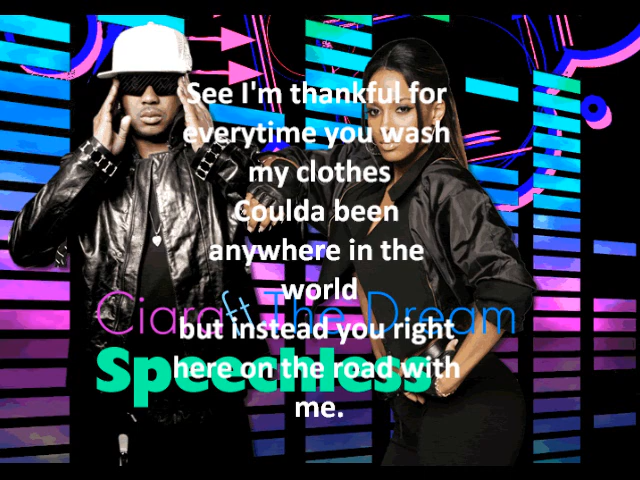 See I'm thankful for
everytime you wash
my clothes
Coulda been
anywhere in the
world
Ciara ft The Dream
but instead you right
Speechless
here on the road with
me.